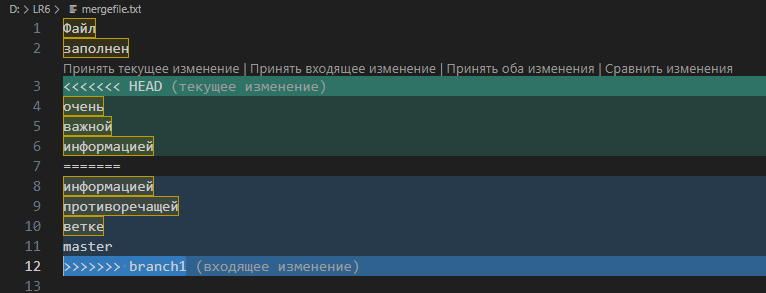 D: > LR6 > mergefile.txt
1 Файл
2 заполнен
Принять текущее изменение | Принять входящее изменение | Принять оба изменения | Сравнить изменения
3 <<<<<<< HEAD (текущее изменение)
4 очень
5 важной
6 информацией
7 =======
8 информацией
9 противоречащей
10 ветке
11 master
12 >>>>>>> branch1 (входящее изменение)
13